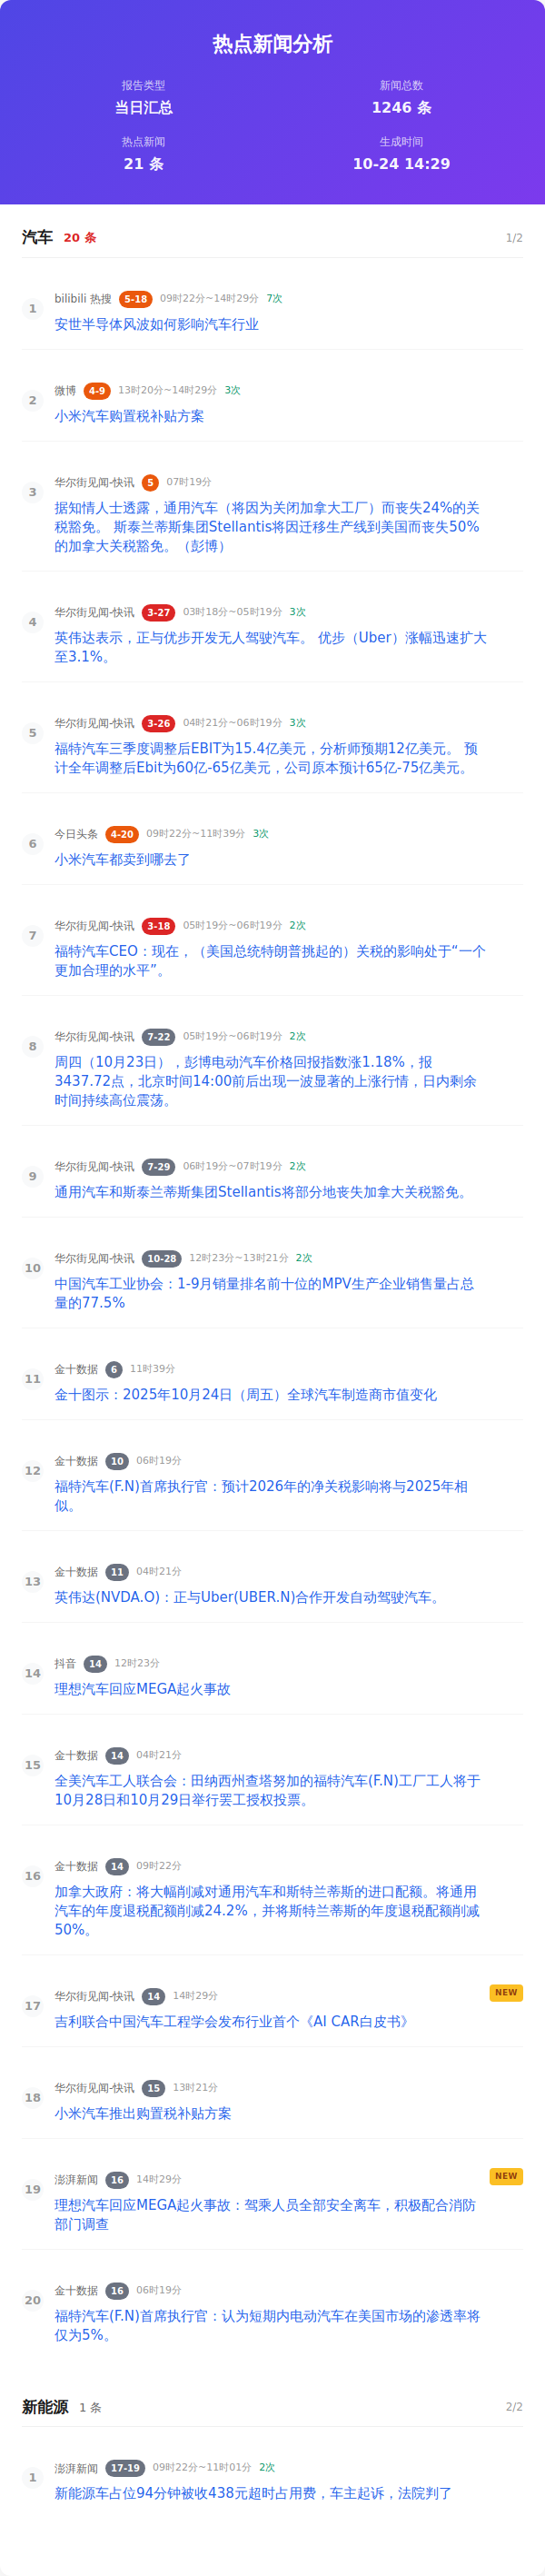 热点新闻分析
报告类型
当日汇总
新闻总数
1246 条
热点新闻
21 条
生成时间
10-24 14:29
汽车 20 条 1/2
1 bilibili 热搜 5-18 09时22分~14时29分 7次
安世半导体风波如何影响汽车行业
2 微博 4-9 13时20分~14时29分 3次
小米汽车购置税补贴方案
3 华尔街见闻-快讯 5 07时19分
据知情人士透露，通用汽车（将因为关闭加拿大工厂）而丧失24%的关
税豁免。 斯泰兰蒂斯集团Stellantis将因迁移生产线到美国而丧失50%
的加拿大关税豁免。（彭博）
4 华尔街见闻-快讯 3-27 03时18分~05时19分 3次
英伟达表示，正与优步开发无人驾驶汽车。 优步（Uber）涨幅迅速扩大
至3.1%。
5 华尔街见闻-快讯 3-26 04时21分~06时19分 3次
福特汽车三季度调整后EBIT为15.4亿美元，分析师预期12亿美元。 预
计全年调整后Ebit为60亿-65亿美元，公司原本预计65亿-75亿美元。
6 今日头条 4-20 09时22分~11时39分 3次
小米汽车都卖到哪去了
7 华尔街见闻-快讯 3-18 05时19分~06时19分 2次
福特汽车CEO：现在，（美国总统特朗普挑起的）关税的影响处于“一个
更加合理的水平”。
8 华尔街见闻-快讯 7-22 05时19分~06时19分 2次
周四（10月23日），彭博电动汽车价格回报指数涨1.18%，报
3437.72点，北京时间14:00前后出现一波显著的上涨行情，日内剩余
时间持续高位震荡。
9 华尔街见闻-快讯 7-29 06时19分~07时19分 2次
通用汽车和斯泰兰蒂斯集团Stellantis将部分地丧失加拿大关税豁免。
10 华尔街见闻-快讯 10-28 12时23分~13时21分 2次
中国汽车工业协会：1-9月销量排名前十位的MPV生产企业销售量占总
量的77.5%
11 金十数据 6 11时39分
金十图示：2025年10月24日（周五）全球汽车制造商市值变化
12 金十数据 10 06时19分
福特汽车(F.N)首席执行官：预计2026年的净关税影响将与2025年相
似。
13 金十数据 11 04时21分
英伟达(NVDA.O)：正与Uber(UBER.N)合作开发自动驾驶汽车。
14 抖音 14 12时23分
理想汽车回应MEGA起火事故
15 金十数据 14 04时21分
全美汽车工人联合会：田纳西州查塔努加的福特汽车(F.N)工厂工人将于
10月28日和10月29日举行罢工授权投票。
16 金十数据 14 09时22分
加拿大政府：将大幅削减对通用汽车和斯特兰蒂斯的进口配额。将通用
汽车的年度退税配额削减24.2%，并将斯特兰蒂斯的年度退税配额削减
50%。
17 华尔街见闻-快讯 14 14时29分 NEW
吉利联合中国汽车工程学会发布行业首个《AI CAR白皮书》
18 华尔街见闻-快讯 15 13时21分
小米汽车推出购置税补贴方案
19 澎湃新闻 16 14时29分 NEW
理想汽车回应MEGA起火事故：驾乘人员全部安全离车，积极配合消防
部门调查
20 金十数据 16 06时19分
福特汽车(F.N)首席执行官：认为短期内电动汽车在美国市场的渗透率将
仅为5%。
新能源 1 条 2/2
1 澎湃新闻 17-19 09时22分~11时01分 2次
新能源车占位94分钟被收438元超时占用费，车主起诉，法院判了